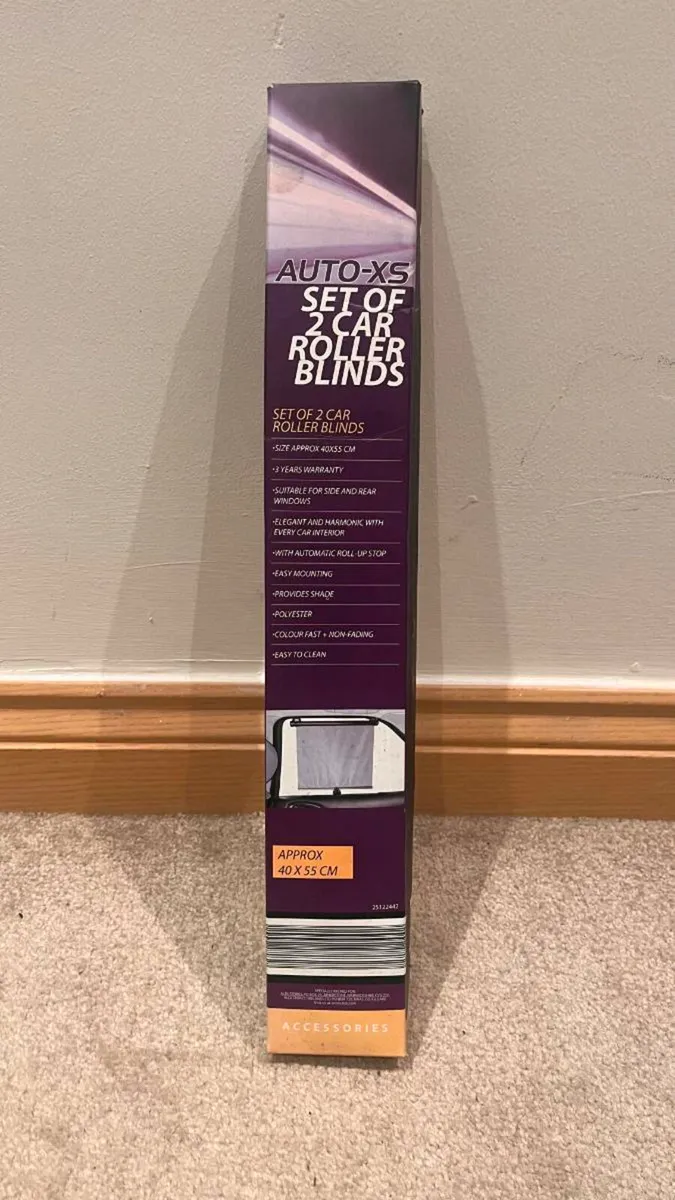 AUTO-XS
SET OF
2 CAR
ROLLER
BLINDS
SET OF 2 CAR
ROLLER BLINDS
•SIZE APPROX 40X55 CM
•3 YEARS WARRANTY
•SUITABLE FOR SIDE AND REAR
WINDOWS
•ELEGANT AND HARMONIC WITH
EVERY CAR INTERIOR
•WITH AUTOMATIC ROLL-UP STOP
•EASY MOUNTING
•PROVIDES SHADE
•POLYESTER
•COLOUR FAST + NON-FADING
•EASY TO CLEAN
APPROX
40 X 55 CM
25122447
ACCESSORIES